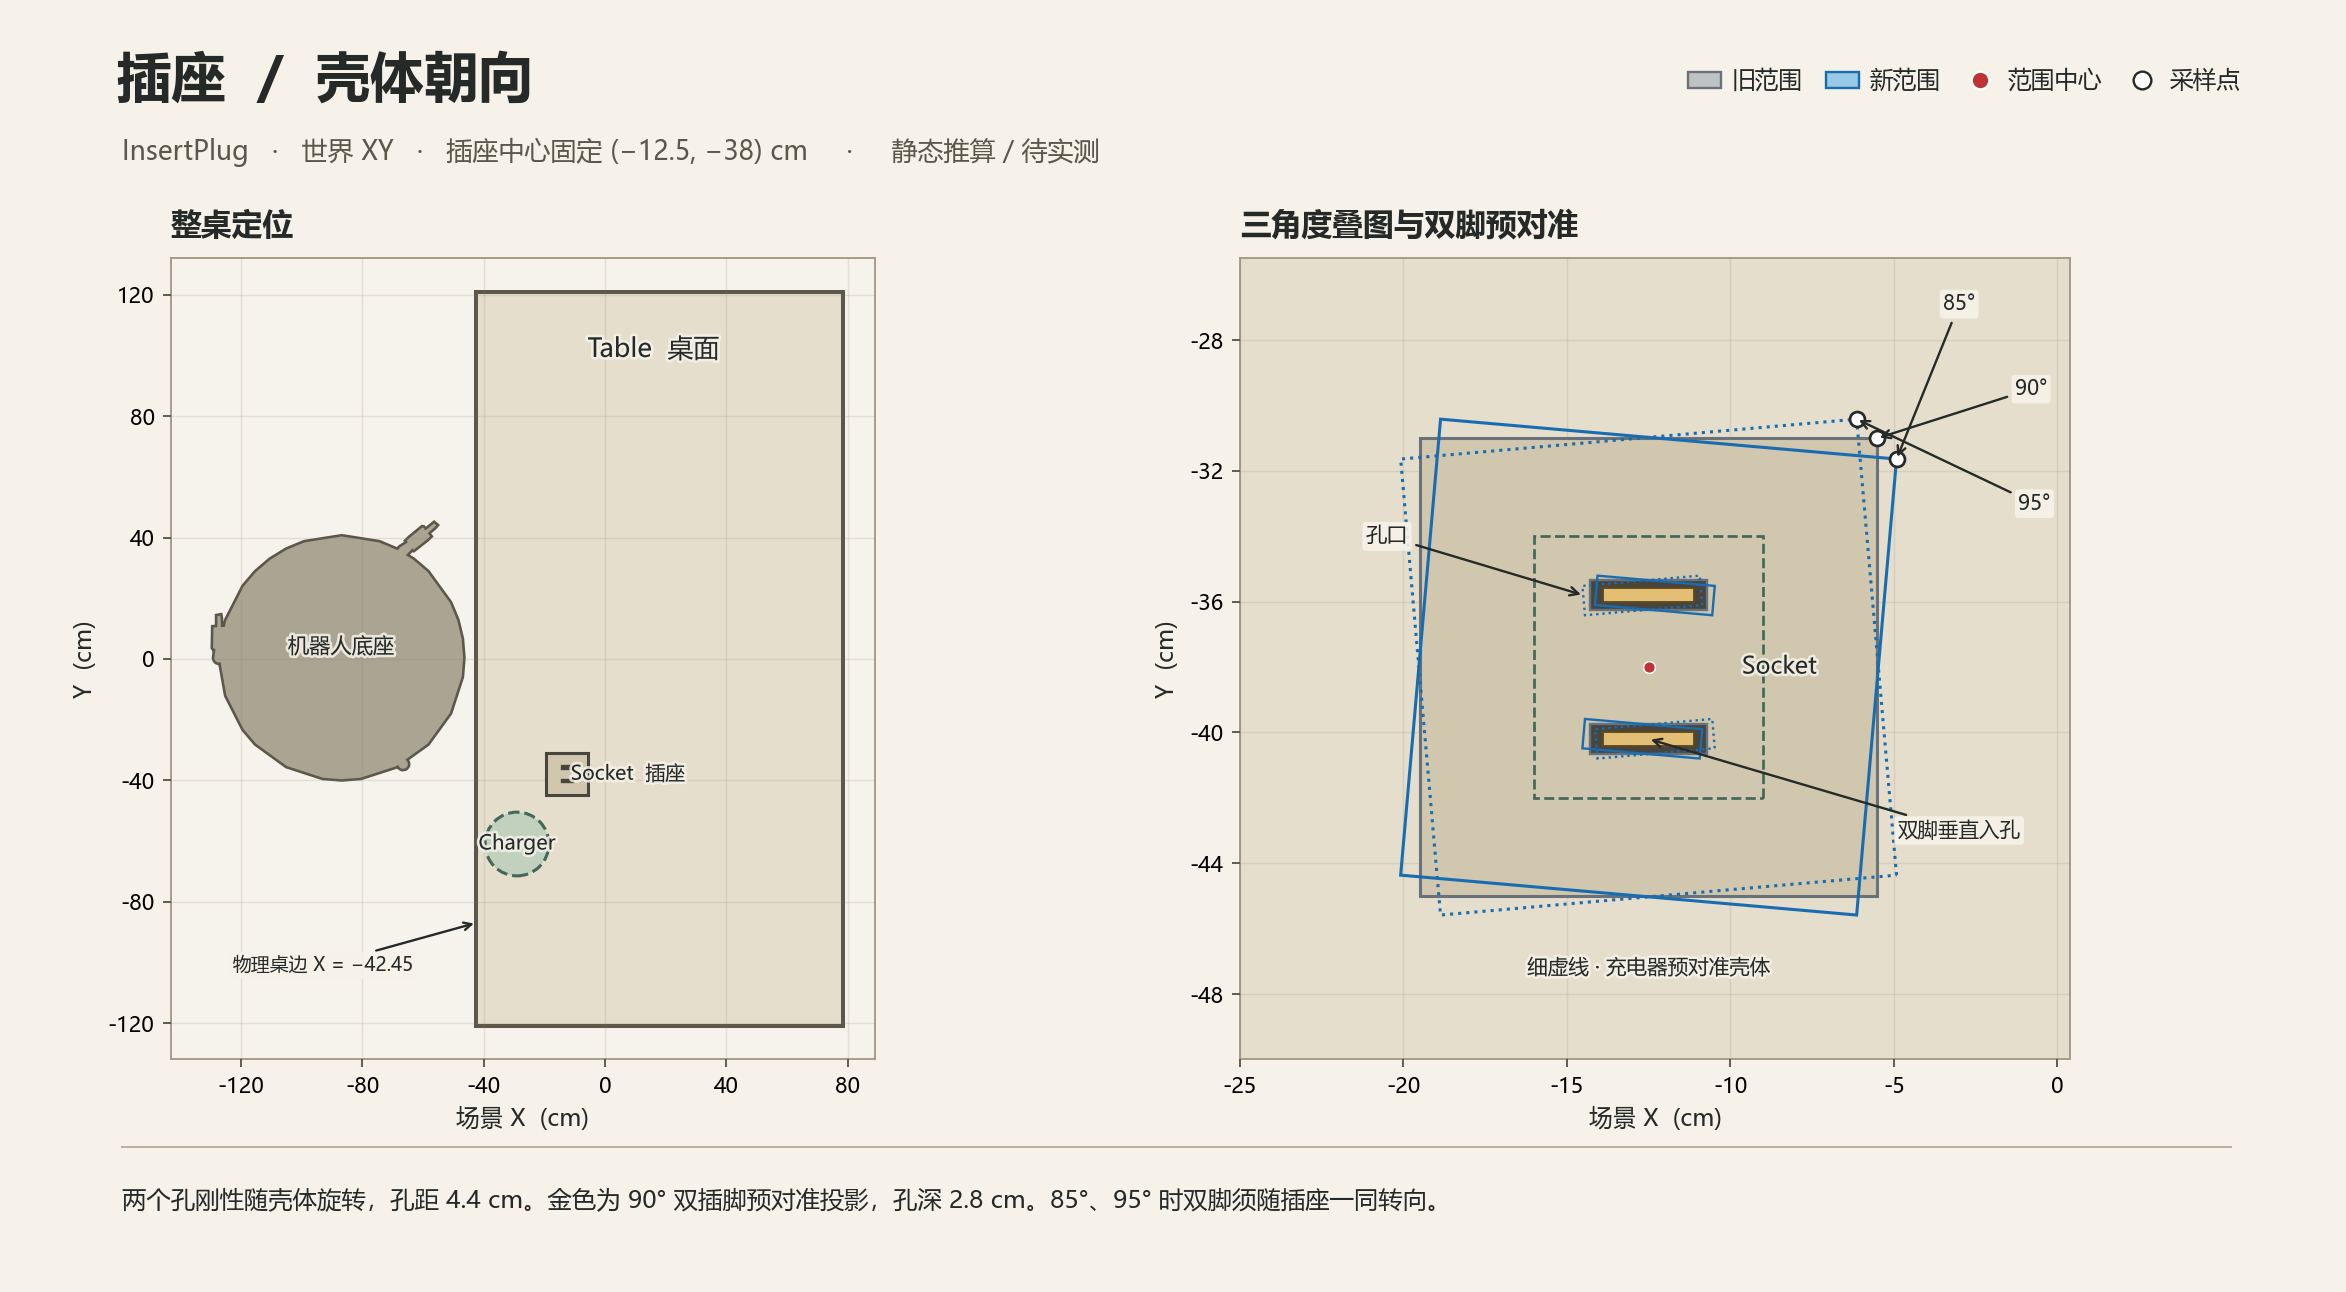 插座 / 壳体朝向
旧范围 新范围 范围中心 采样点
InsertPlug · 世界 XY · 插座中心固定 (−12.5, −38) cm · 静态推算 / 待实测
整桌定位
120
80
40
0
-40
-80
-120
Y (cm)
Table 桌面
机器人底座
Socket 插座
Charger
物理桌边 X = −42.45
-120 -80 -40 0 40 80
场景 X (cm)
三角度叠图与双脚预对准
-28
-32
-36
-40
-44
-48
Y (cm)
85°
90°
95°
孔口
Socket
双脚垂直入孔
细虚线 · 充电器预对准壳体
-25 -20 -15 -10 -5 0
场景 X (cm)
两个孔刚性随壳体旋转，孔距 4.4 cm。金色为 90° 双插脚预对准投影，孔深 2.8 cm。85°、95° 时双脚须随插座一同转向。